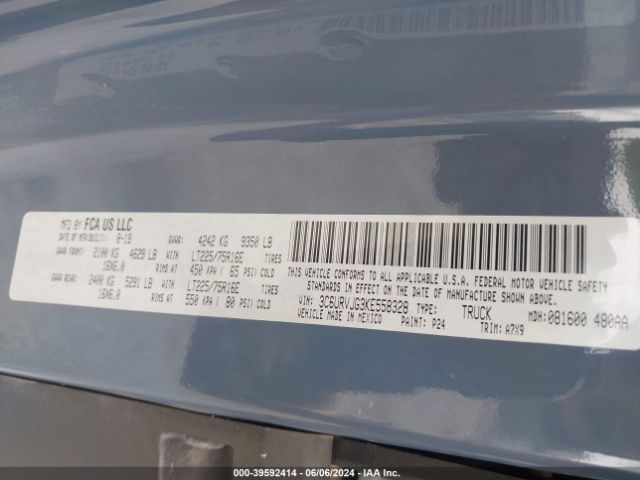 MFD BY FCA US LLC
DATE OF MFR(BUILT): 8-19 GVWR: 4242 KG 9350 LB
GAWR FRONT: 2100 KG 4629 LB WITH LT225/75R16E TIRES
16X6.0 RIMS AT 450 KPA ( 65 PSI) COLD
GAWR REAR: 2400 KG 5291 LB WITH LT225/75R16E TIRES
16X6.0 RIMS AT 550 KPA ( 80 PSI) COLD
THIS VEHICLE CONFORMS TO ALL APPLICABLE U.S.A. FEDERAL MOTOR VEHICLE SAFETY
STANDARDS IN EFFECT ON THE DATE OF MANUFACTURE SHOWN ABOVE.
VIN: 3C6URVJG3KE558328 TYPE: TRUCK MDH:081600 480AA
VEHICLE MADE IN MEXICO PAINT: P24 TRIM: A7X9
000-39592414 - 06/06/2024 - IAA Inc.